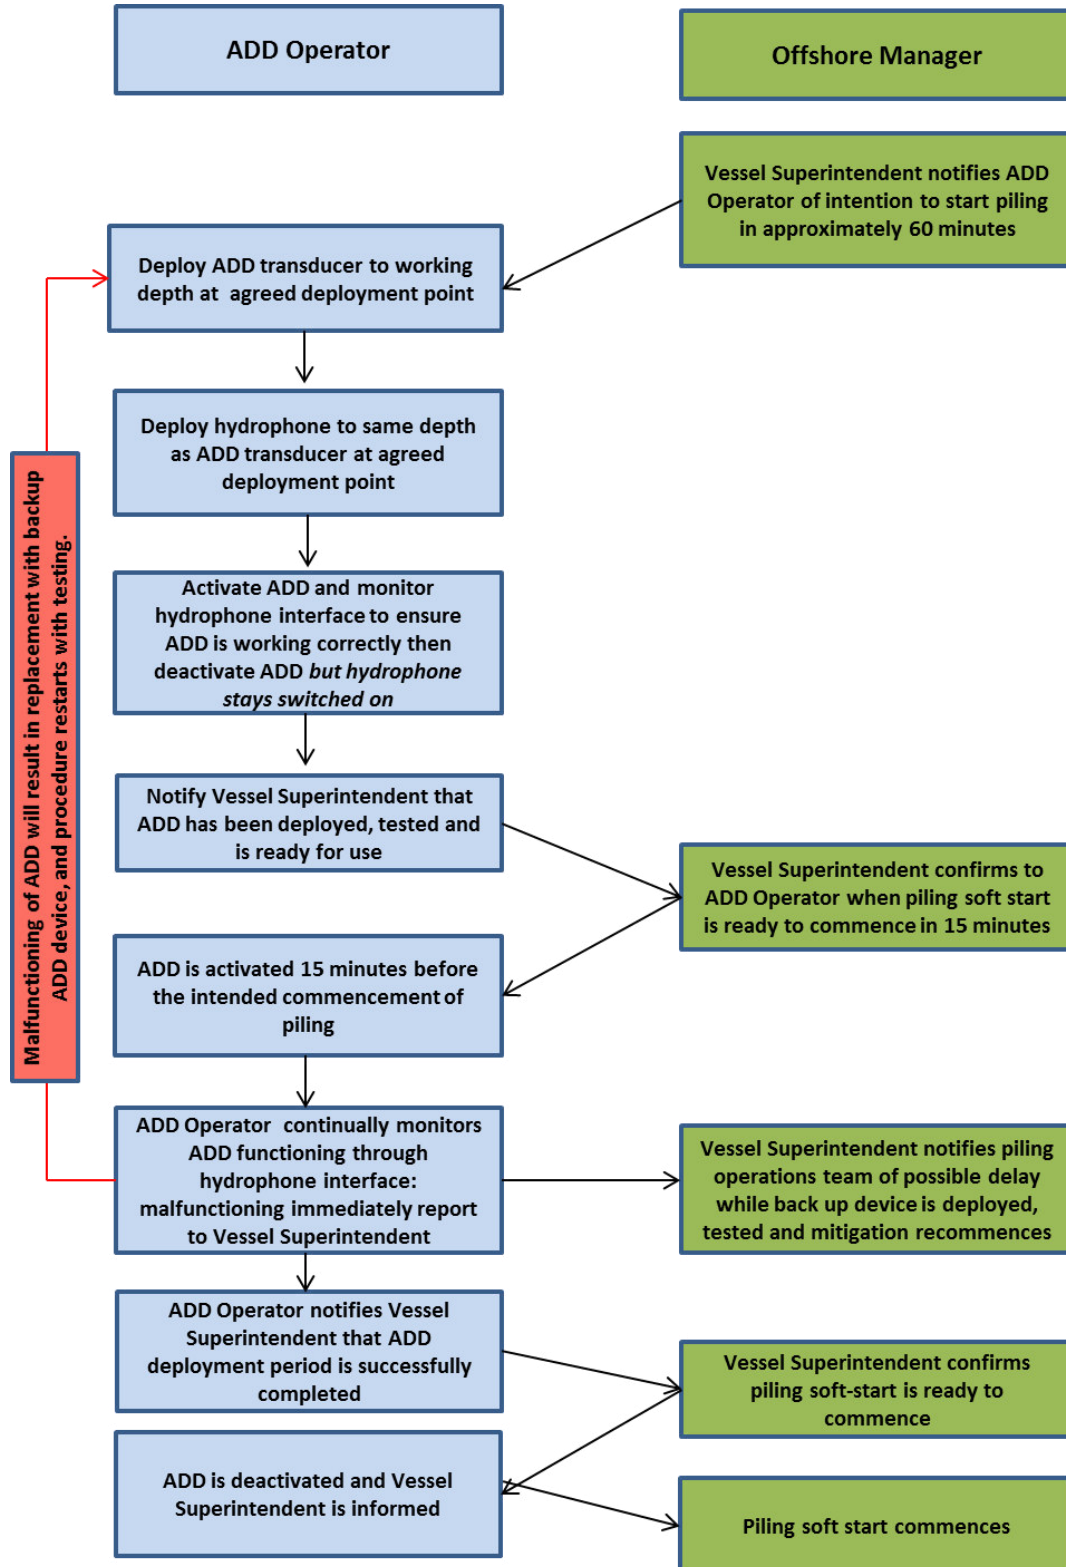 ADD Operator
Offshore Manager
Vessel Superintendent notifies ADD
Operator of intention to start piling
in approximately 60 minutes
Deploy ADD transducer to working
depth at agreed deployment point
Deploy hydrophone to same depth
as ADD transducer at agreed
deployment point
Malfunctioning of ADD will result in replacement with backup
ADD device, and procedure restarts with testing.
Activate ADD and monitor
hydrophone interface to ensure
ADD is working correctly then
deactivate ADD but hydrophone
stays switched on
Notify Vessel Superintendent that
ADD has been deployed, tested and
is ready for use
Vessel Superintendent confirms to
ADD Operator when piling soft start
is ready to commence in 15 minutes
ADD is activated 15 minutes before
the intended commencement of
piling
ADD Operator continually monitors
ADD functioning through
hydrophone interface:
malfunctioning immediately report
to Vessel Superintendent
Vessel Superintendent notifies piling
operations team of possible delay
while back up device is deployed,
tested and mitigation recommences
ADD Operator notifies Vessel
Superintendent that ADD
deployment period is successfully
completed
Vessel Superintendent confirms
piling soft-start is ready to
commence
ADD is deactivated and Vessel
Superintendent is informed
Piling soft start commences